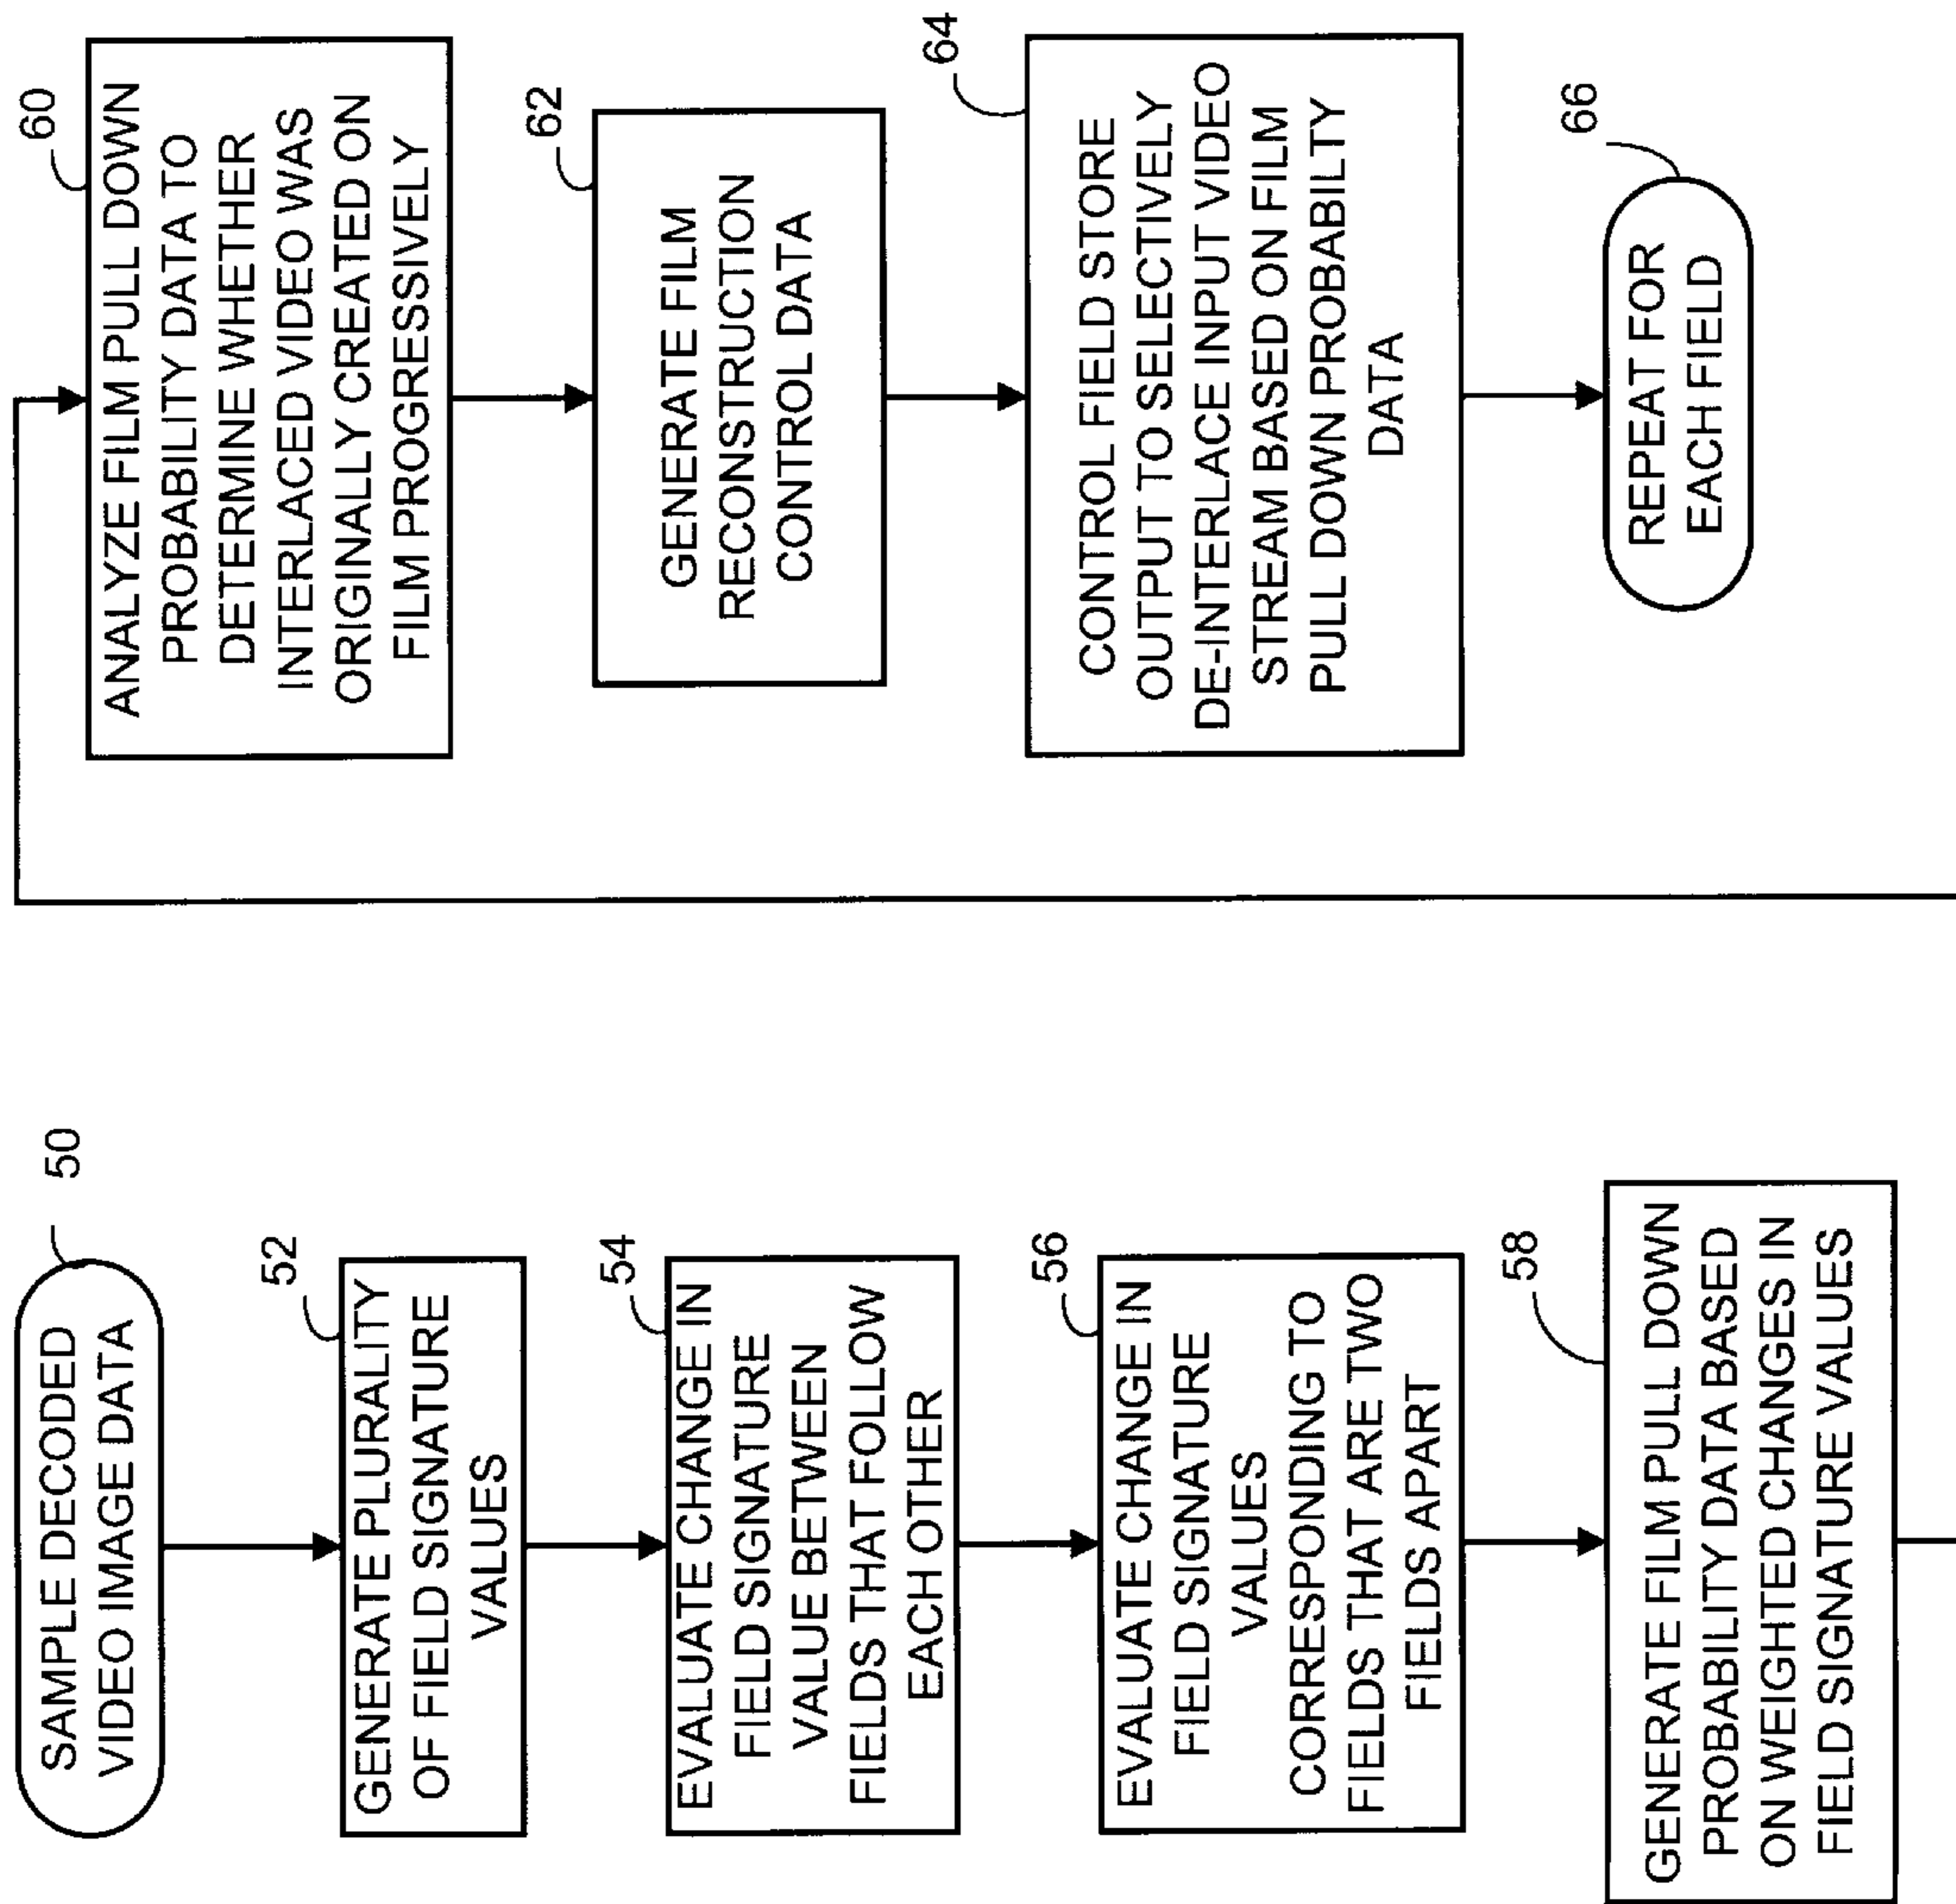 50
SAMPLE DECODED
VIDEO IMAGE DATA
52
GENERATE PLURALITY
OF FIELD SIGNATURE
VALUES
54
EVALUATE CHANGE IN
FIELD SIGNATURE
VALUE BETWEEN
FIELDS THAT FOLLOW
EACH OTHER
56
EVALUATE CHANGE IN
FIELD SIGNATURE
VALUES
CORRESPONDING TO
FIELDS THAT ARE TWO
FIELDS APART
58
GENERATE FILM PULL DOWN
PROBABILITY DATA BASED
ON WEIGHTED CHANGES IN
FIELD SIGNATURE VALUES
60
ANALYZE FILM PULL DOWN
PROBABILITY DATA TO
DETERMINE WHETHER
INTERLACED VIDEO WAS
ORIGINALLY CREATED ON
FILM PROGRESSIVELY
62
GENERATE FILM
RECONSTRUCTION
CONTROL DATA
64
CONTROL FIELD STORE
OUTPUT TO SELECTIVELY
DE-INTERLACE INPUT VIDEO
STREAM BASED ON FILM
PULL DOWN PROBABILTY
DATA
66
REPEAT FOR
EACH FIELD